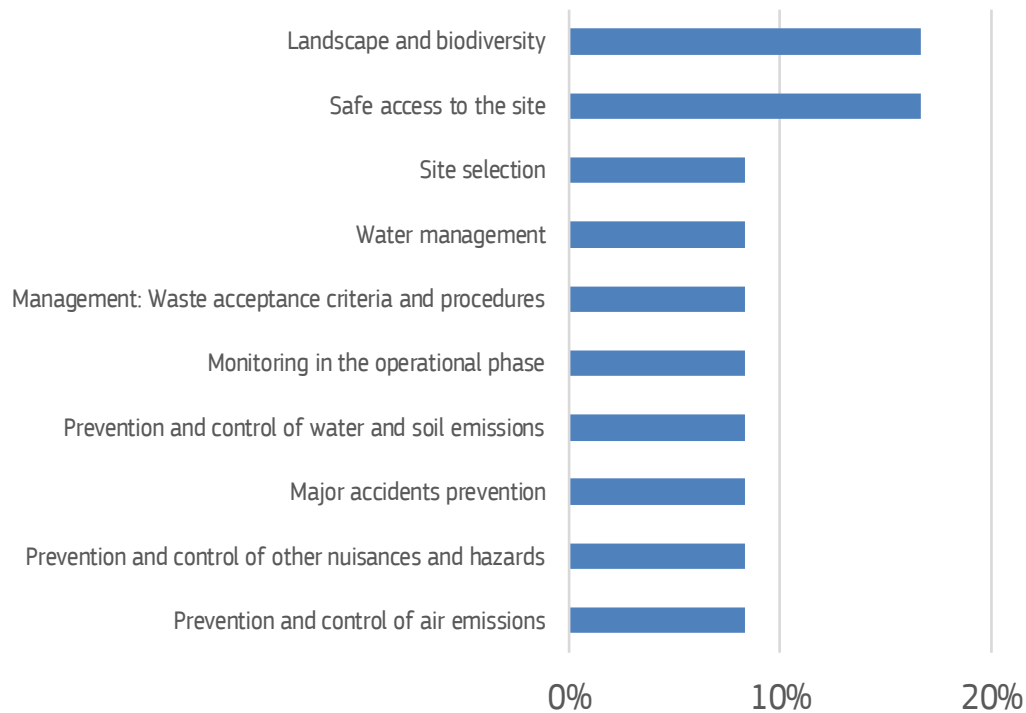 Landscape and biodiversity
Safe access to the site
Site selection
Water management
Management: Waste acceptance criteria and procedures
Monitoring in the operational phase
Prevention and control of water and soil emissions
Major accidents prevention
Prevention and control of other nuisances and hazards
Prevention and control of air emissions
0% 10% 20%